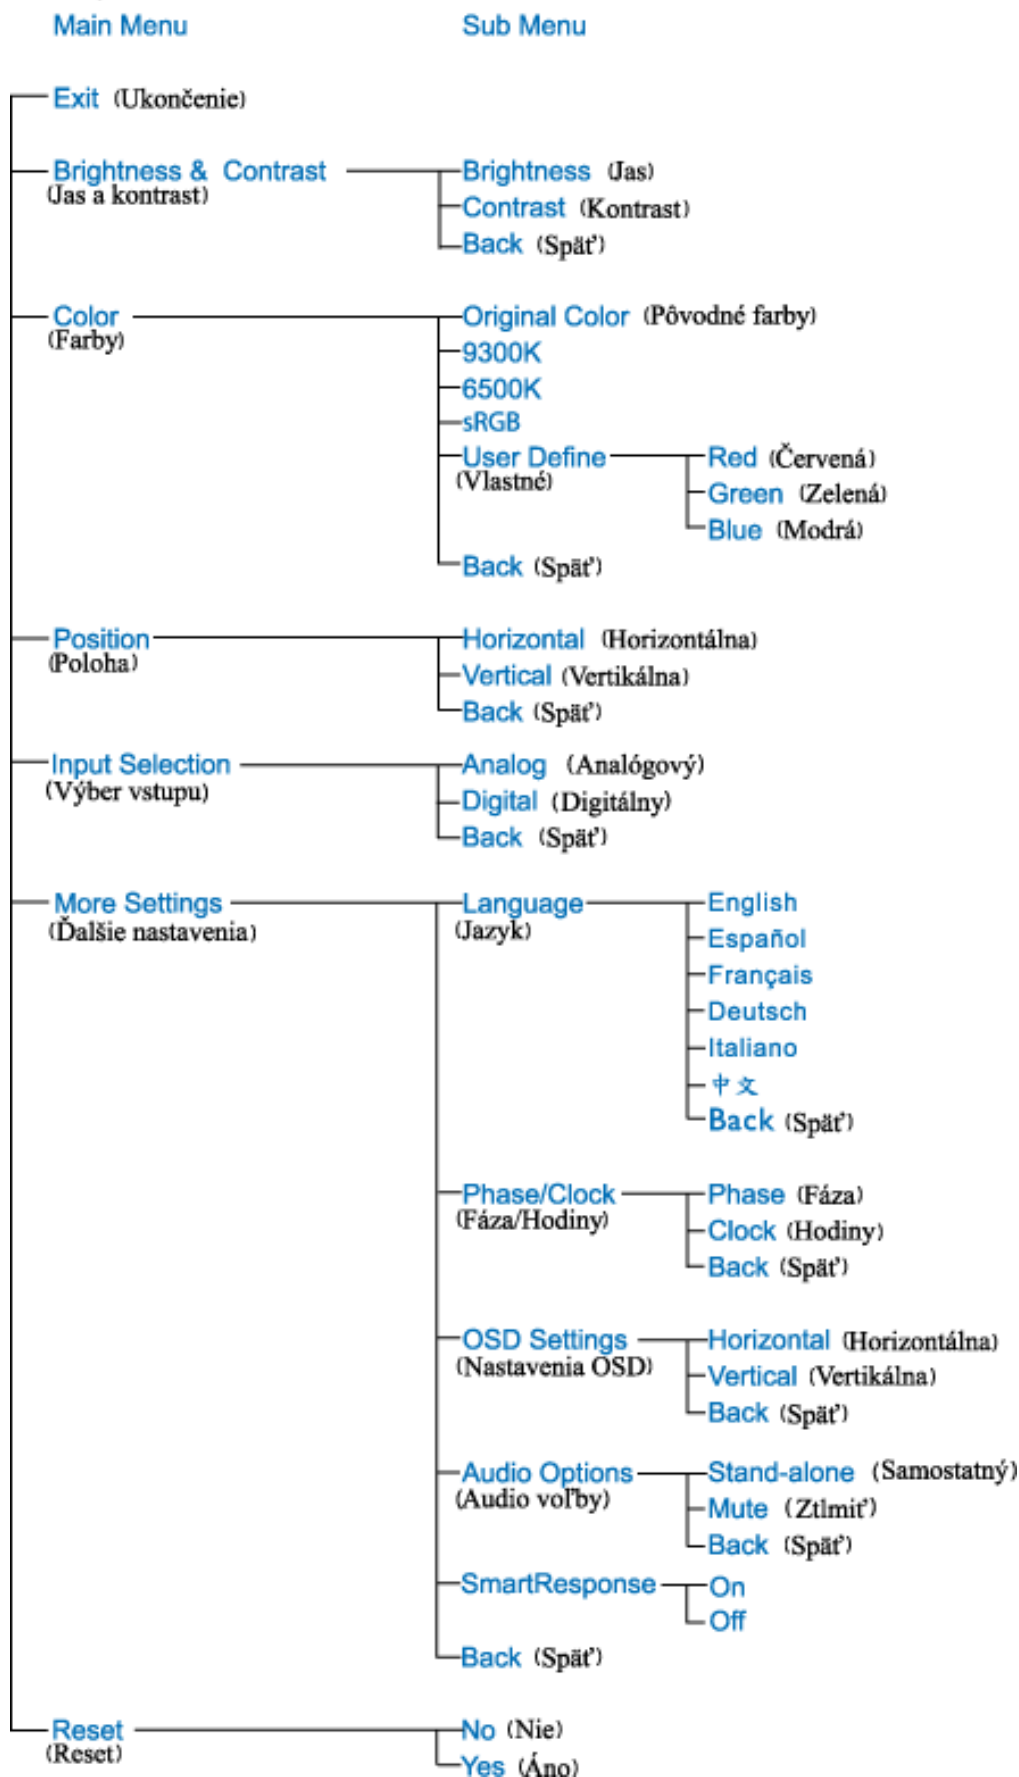 Main Menu Sub Menu
Exit (Ukončenie)
Brightness & Contrast Brightness (Jas)
(Jas a kontrast)
Contrast (Kontrast)
Back (Späť)
Color Original Color (Pôvodné farby)
(Farby)
9300K
6500K
sRGB
User Define Red (Červená)
(Vlastné)
Green (Zelená)
Blue (Modrá)
Back (Späť)
Position Horizontal (Horizontálna)
(Poloha)
Vertical (Vertikálna)
Back (Späť)
Input Selection Analog (Analógový)
(Výber vstupu)
Digital (Digitálny)
Back (Späť)
More Settings Language English
(Ďalšie nastavenia) (Jazyk)
Español
Français
Deutsch
Italiano
中文
Back (Späť)
Phase/Clock Phase (Fáza)
(Fáza/Hodiny)
Clock (Hodiny)
Back (Späť)
OSD Settings Horizontal (Horizontálna)
(Nastavenia OSD)
Vertical (Vertikálna)
Back (Späť)
Audio Options Stand-alone (Samostatný)
(Audio voľby)
Mute (Ztlmiť)
Back (Späť)
SmartResponse On
Off
Back (Späť)
Reset No (Nie)
(Reset)
Yes (Áno)